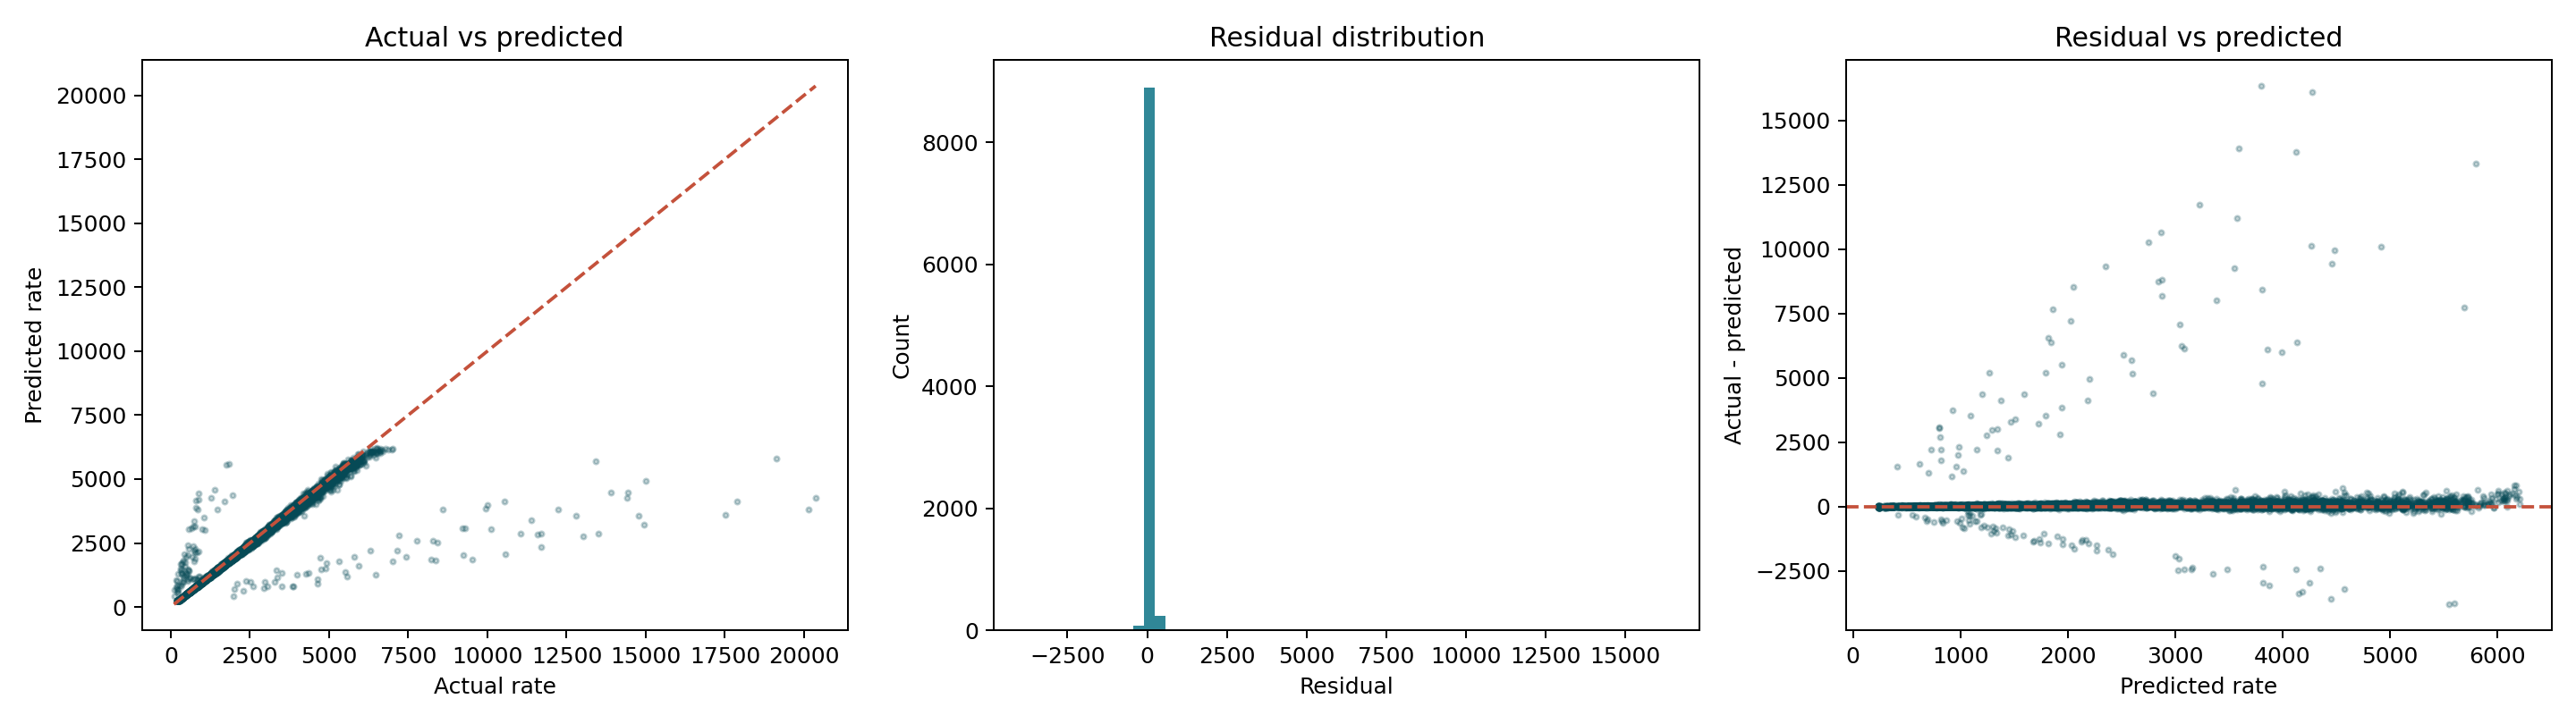 Actual vs predicted
Predicted rate
20000
17500
15000
12500
10000
7500
5000
2500
0
0 2500 5000 7500 10000 12500 15000 17500 20000
Actual rate
Residual distribution
Count
8000
6000
4000
2000
0
−2500 0 2500 5000 7500 10000 12500 15000
Residual
Residual vs predicted
Actual - predicted
15000
12500
10000
7500
5000
2500
0
−2500
0 1000 2000 3000 4000 5000 6000
Predicted rate